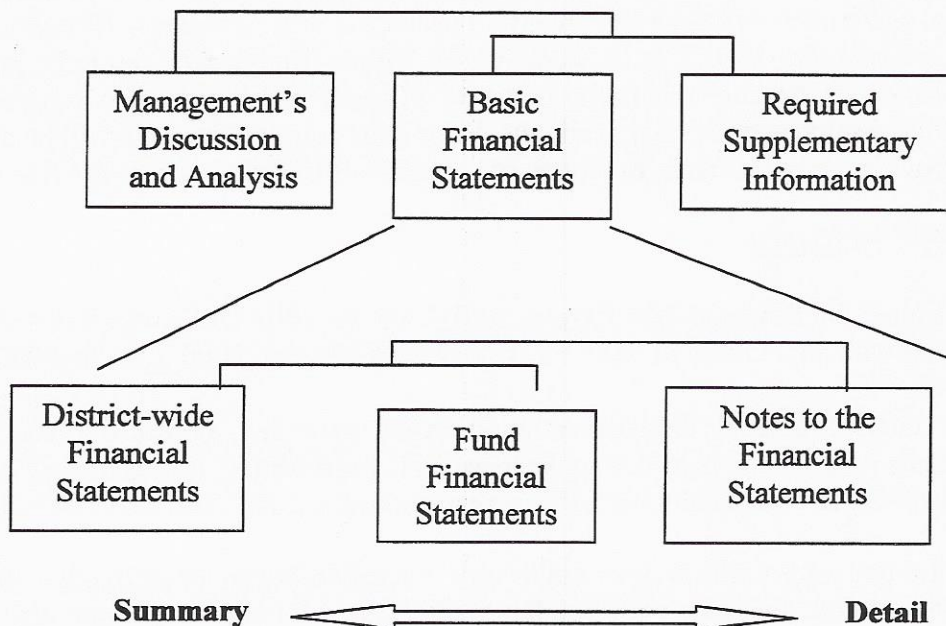 Management's
Discussion
and Analysis
Basic
Financial
Statements
Required
Supplementary
Information
District-wide
Financial
Statements
Fund
Financial
Statements
Notes to the
Financial
Statements
Summary
Detail